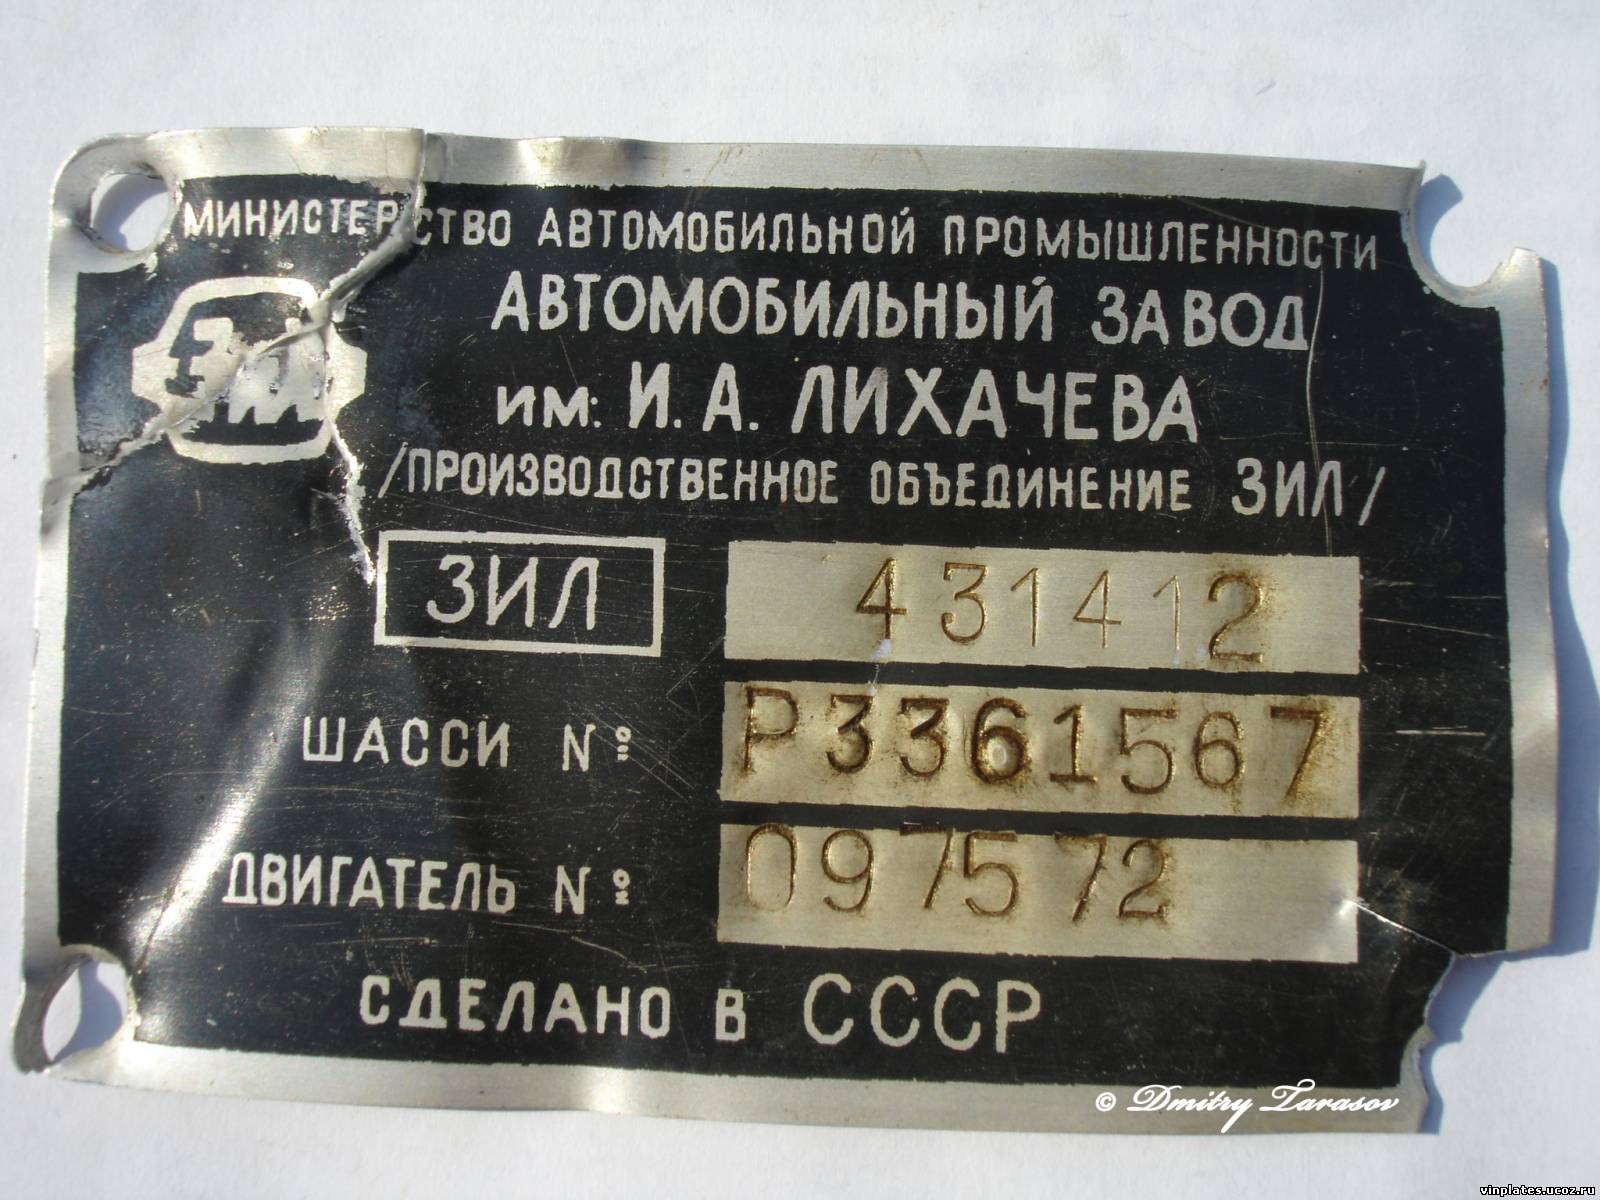 МИНИСТЕРСТВО АВТОМОБИЛЬНОЙ ПРОМЫШЛЕННОСТИ
АВТОМОБИЛЬНЫЙ ЗАВОД
им: И. А. ЛИХАЧЕВА
/ПРОИЗВОДСТВЕННОЕ ОБЪЕДИНЕНИЕ ЗИЛ/
ЗиЛ
ЗИЛ 431412
ШАССИ № Р3361567
ДВИГАТЕЛЬ № 097572
СДЕЛАНО В СССР
© Dmitry Tarasov
vinplates.ucoz.ru